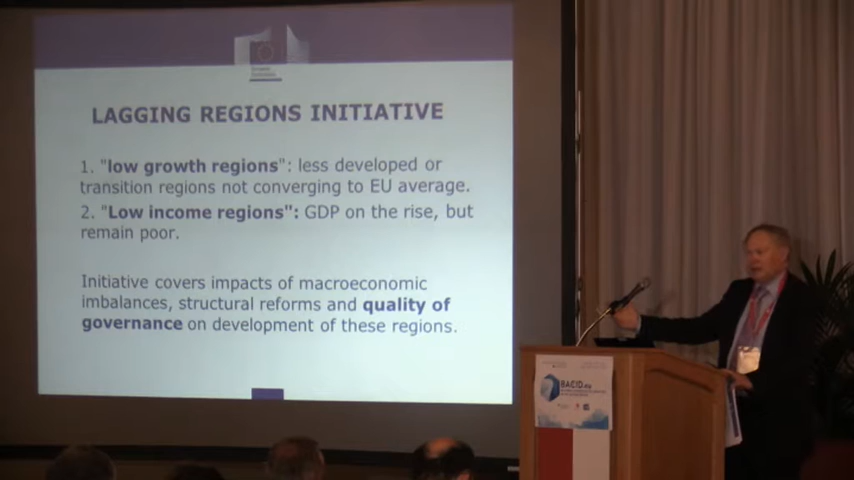 LAGGING REGIONS INITIATIVE
1. "low growth regions": less developed or
transition regions not converging to EU average.
2. "Low income regions": GDP on the rise, but
remain poor.
Initiative covers impacts of macroeconomic
imbalances, structural reforms and quality of
governance on development of these regions.
BACID.org